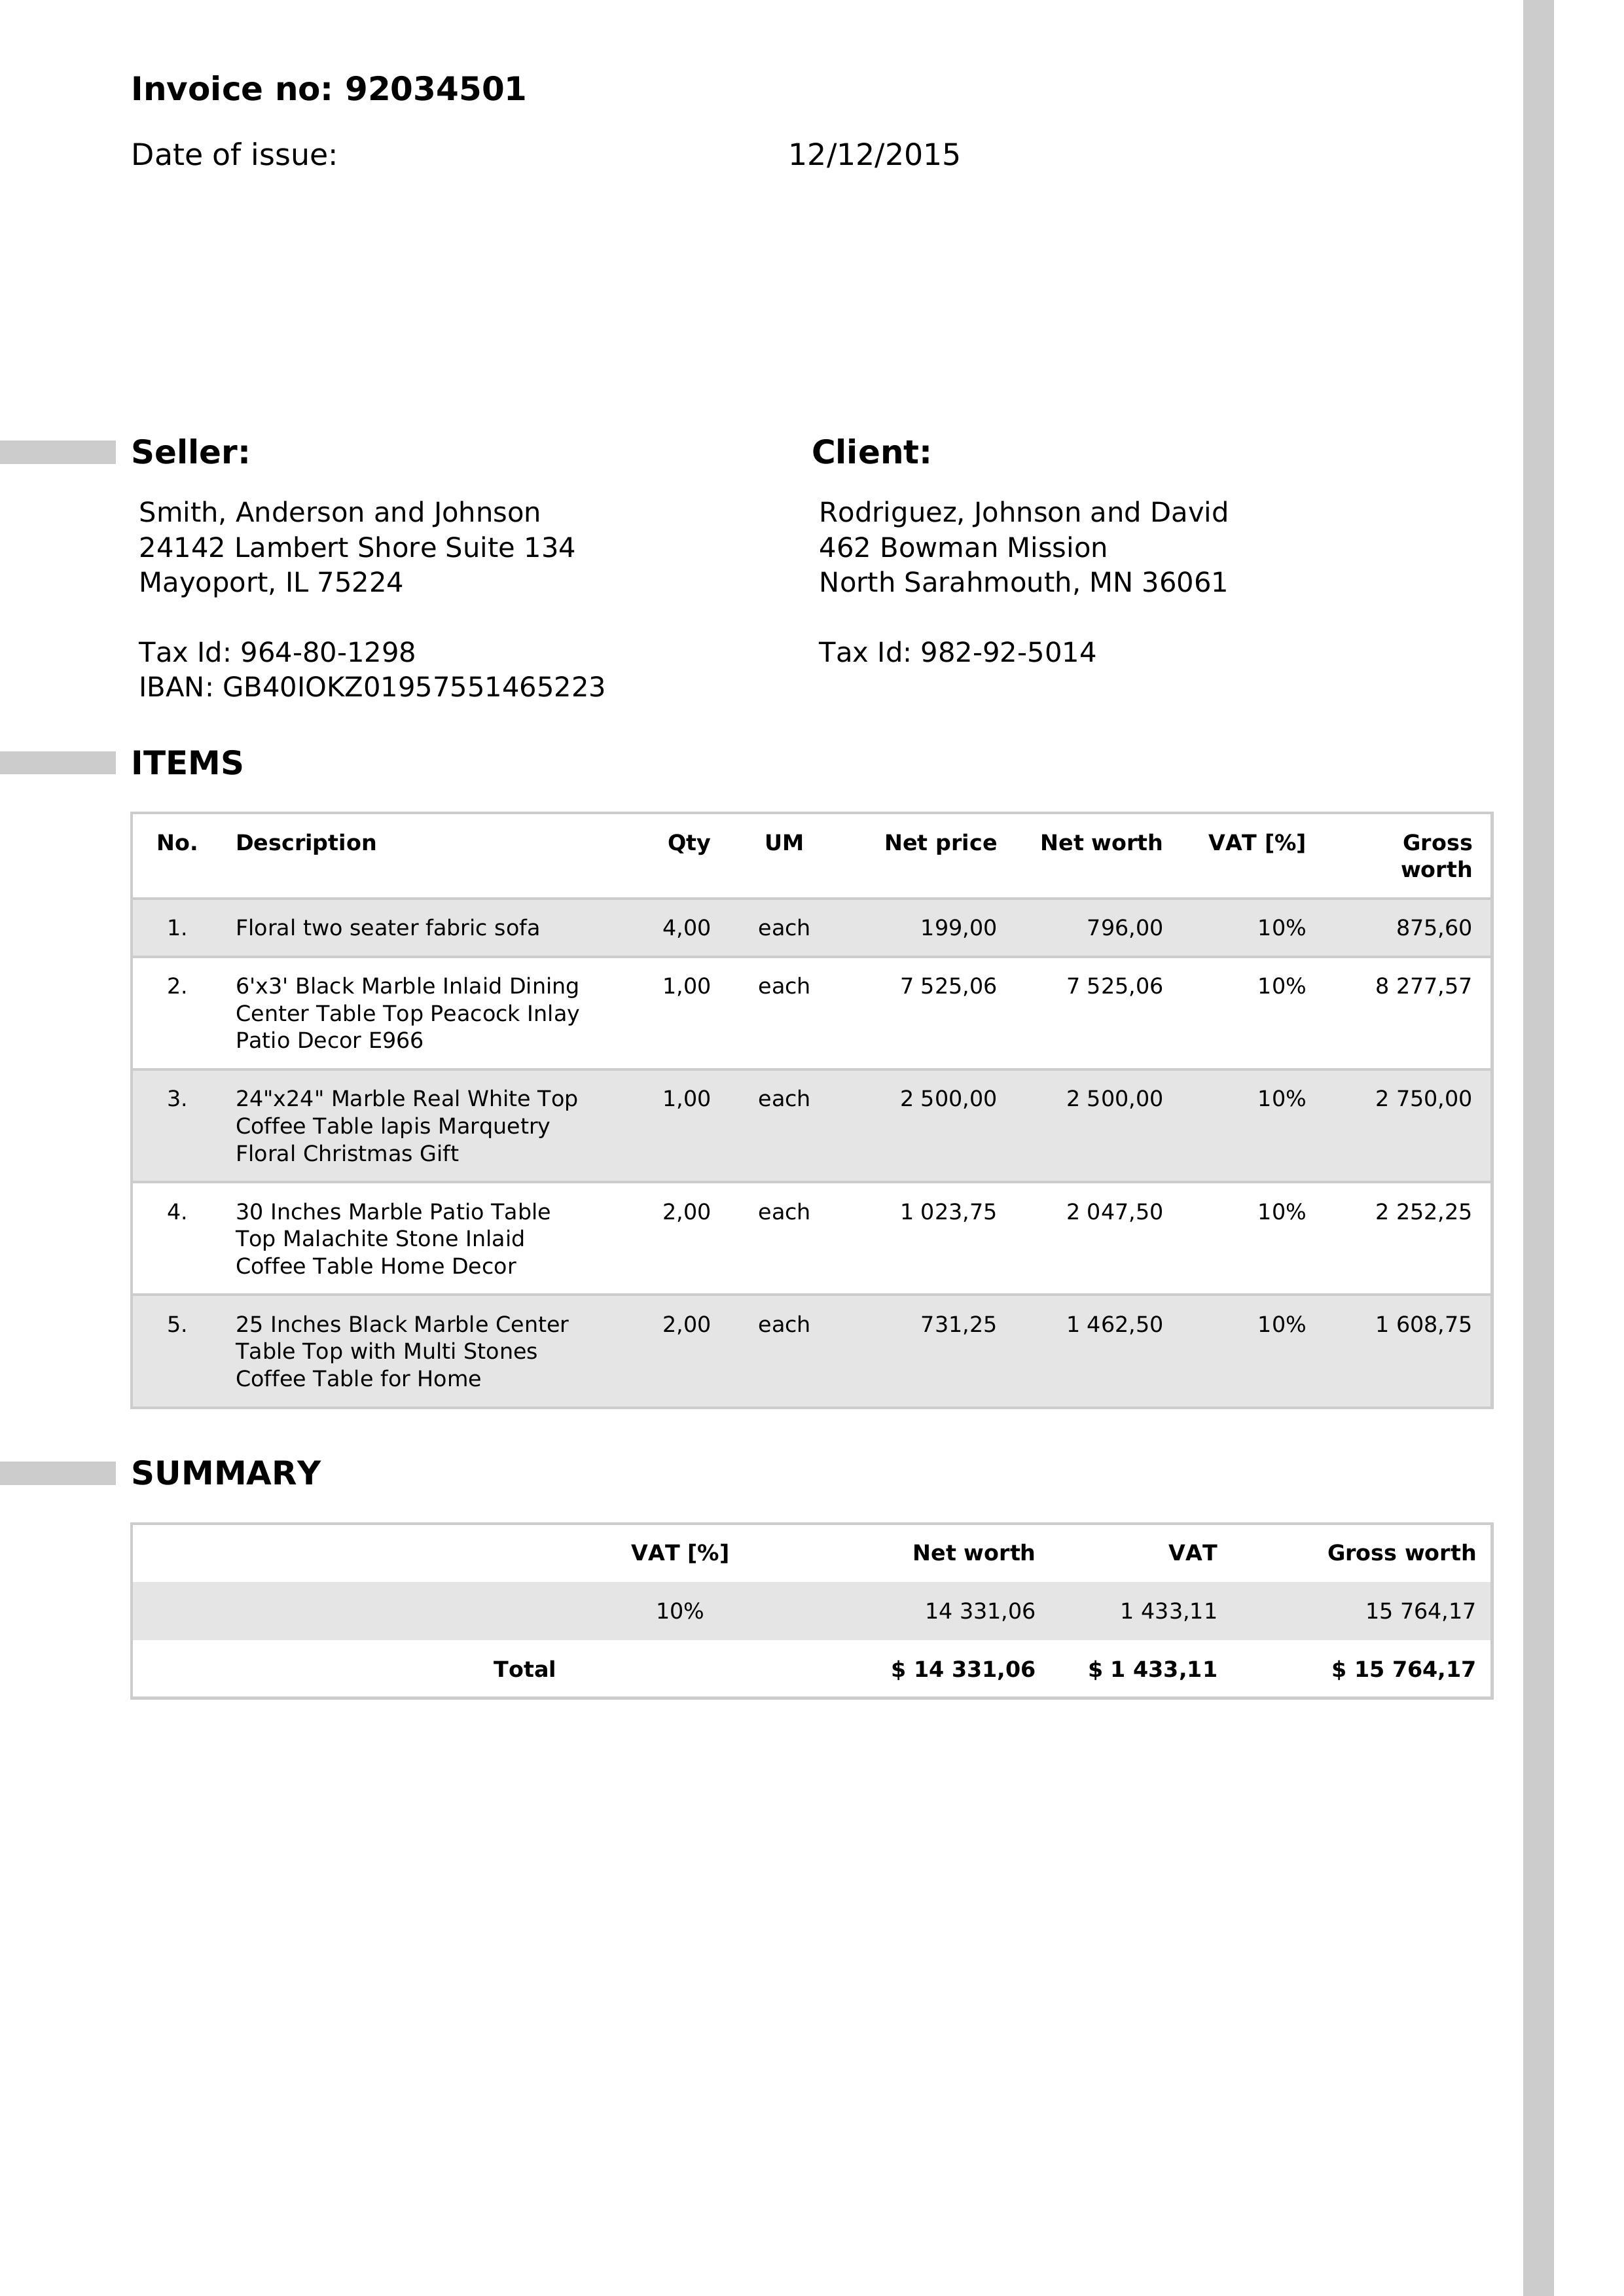 Invoice no: 92034501
Date of issue: 12/12/2015
Seller:
Smith, Anderson and Johnson
24142 Lambert Shore Suite 134
Mayoport, IL 75224
Tax Id: 964-80-1298
IBAN: GB40IOKZ01957551465223
Client:
Rodriguez, Johnson and David
462 Bowman Mission
North Sarahmouth, MN 36061
Tax Id: 982-92-5014
ITEMS
No. Description Qty UM Net price Net worth VAT [%] Gross
worth
1. Floral two seater fabric sofa 4,00 each 199,00 796,00 10% 875,60
2. 6'x3' Black Marble Inlaid Dining 1,00 each 7 525,06 7 525,06 10% 8 277,57
Center Table Top Peacock Inlay
Patio Decor E966
3. 24"x24" Marble Real White Top 1,00 each 2 500,00 2 500,00 10% 2 750,00
Coffee Table lapis Marquetry
Floral Christmas Gift
4. 30 Inches Marble Patio Table 2,00 each 1 023,75 2 047,50 10% 2 252,25
Top Malachite Stone Inlaid
Coffee Table Home Decor
5. 25 Inches Black Marble Center 2,00 each 731,25 1 462,50 10% 1 608,75
Table Top with Multi Stones
Coffee Table for Home
SUMMARY
VAT [%] Net worth VAT Gross worth
10% 14 331,06 1 433,11 15 764,17
Total $ 14 331,06 $ 1 433,11 $ 15 764,17